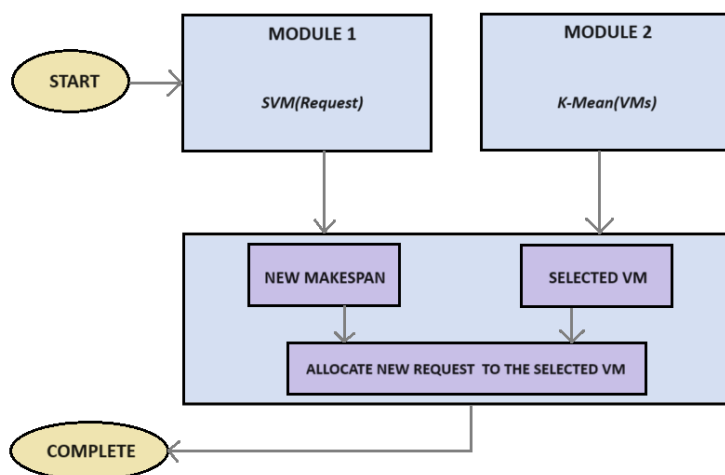 MODULE 1
MODULE 2
START
SVM(Request)
K-Mean(VMs)
NEW MAKESPAN
SELECTED VM
ALLOCATE NEW REQUEST TO THE SELECTED VM
COMPLETE